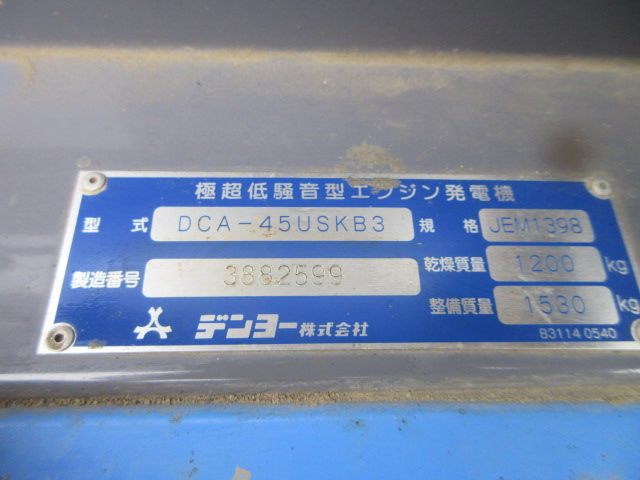 極超低騒音型エンジン発電機
型式 DCA-45USKB3 規格 JEM1398
製造番号 3882599 乾燥質量 1200 kg
整備質量 1530 kg
デンヨー株式会社
B3114 0540